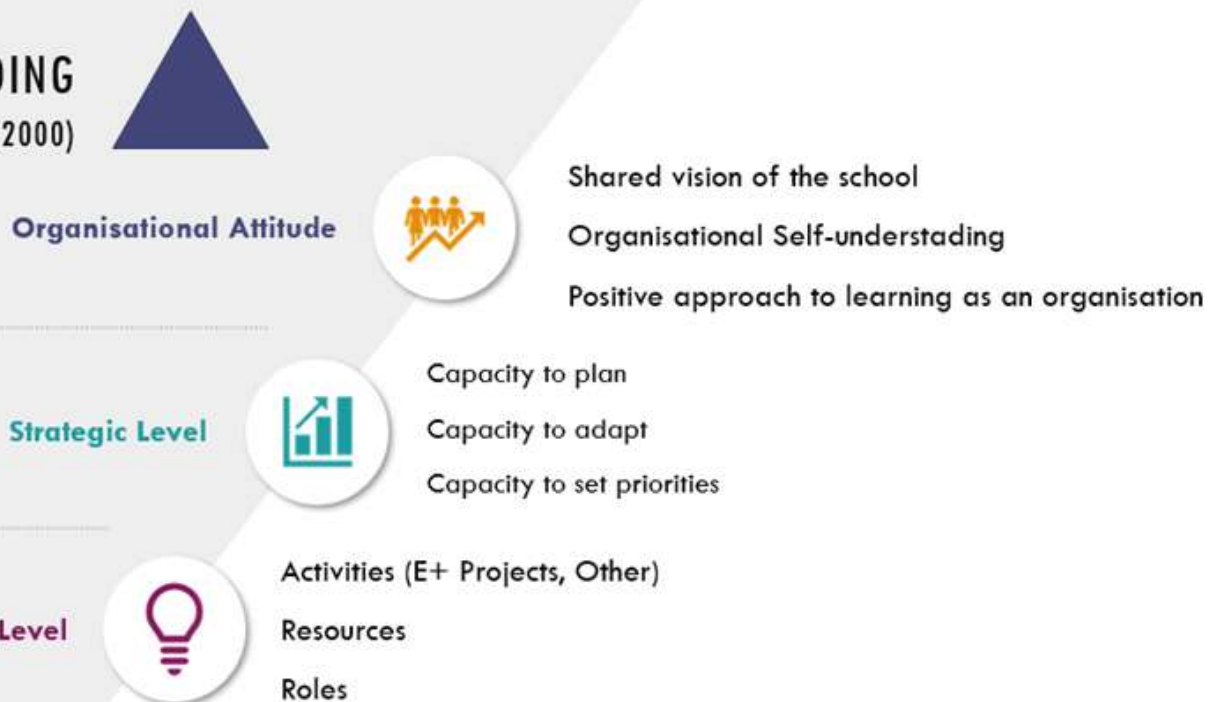 DING
2000)
Organisational Attitude
Shared vision of the school
Organisational Self-understading
Positive approach to learning as an organisation
Strategic Level
Capacity to plan
Capacity to adapt
Capacity to set priorities
Level
Activities (E+ Projects, Other)
Resources
Roles